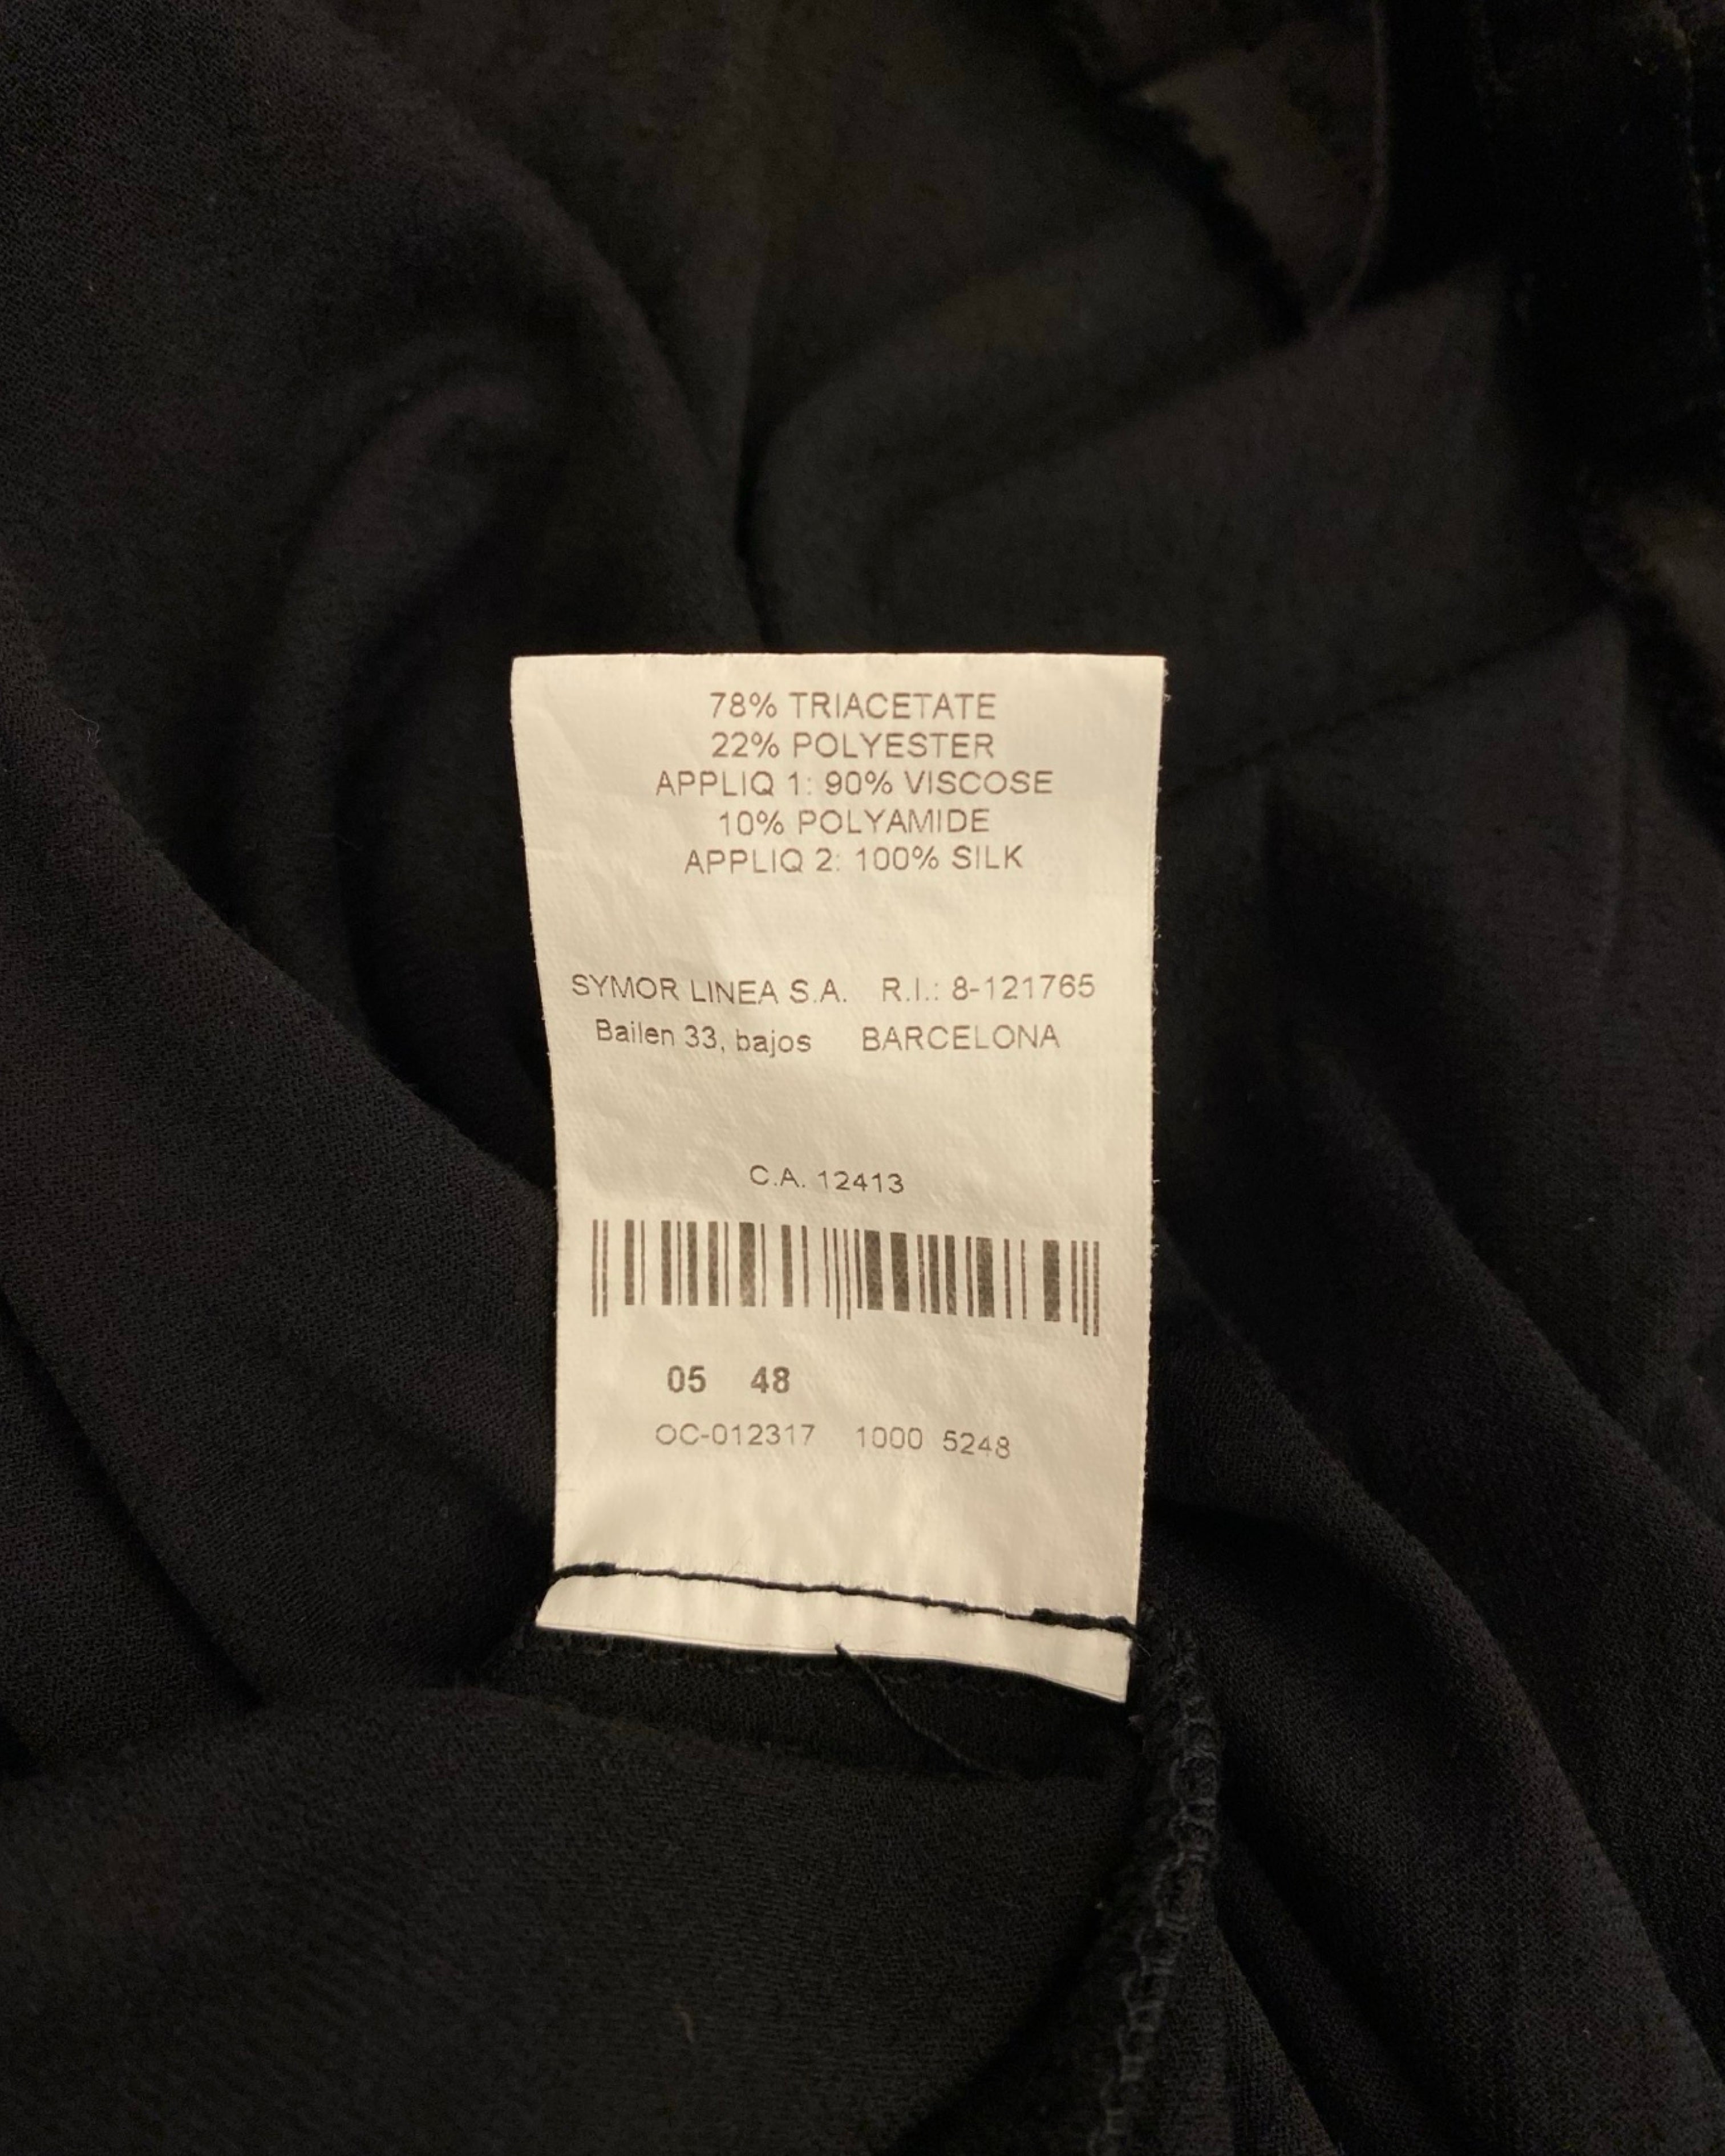 78% TRIACETATE
22% POLYESTER
APPLIQ 1: 90% VISCOSE
10% POLYAMIDE
APPLIQ 2: 100% SILK
SYMOR LINEA S.A. R.I.: 8-121765
Bailen 33, bajos BARCELONA
C.A. 12413
05 48
OC-012317 1000 5248